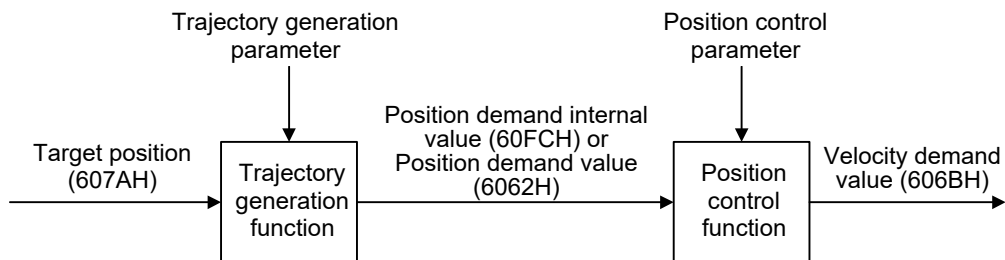 Trajectory generation
parameter
Position control
parameter
Target position
(607AH)
Trajectory
generation
function
Position demand internal
value (60FCH) or
Position demand value
(6062H)
Position
control
function
Velocity demand
value (606BH)